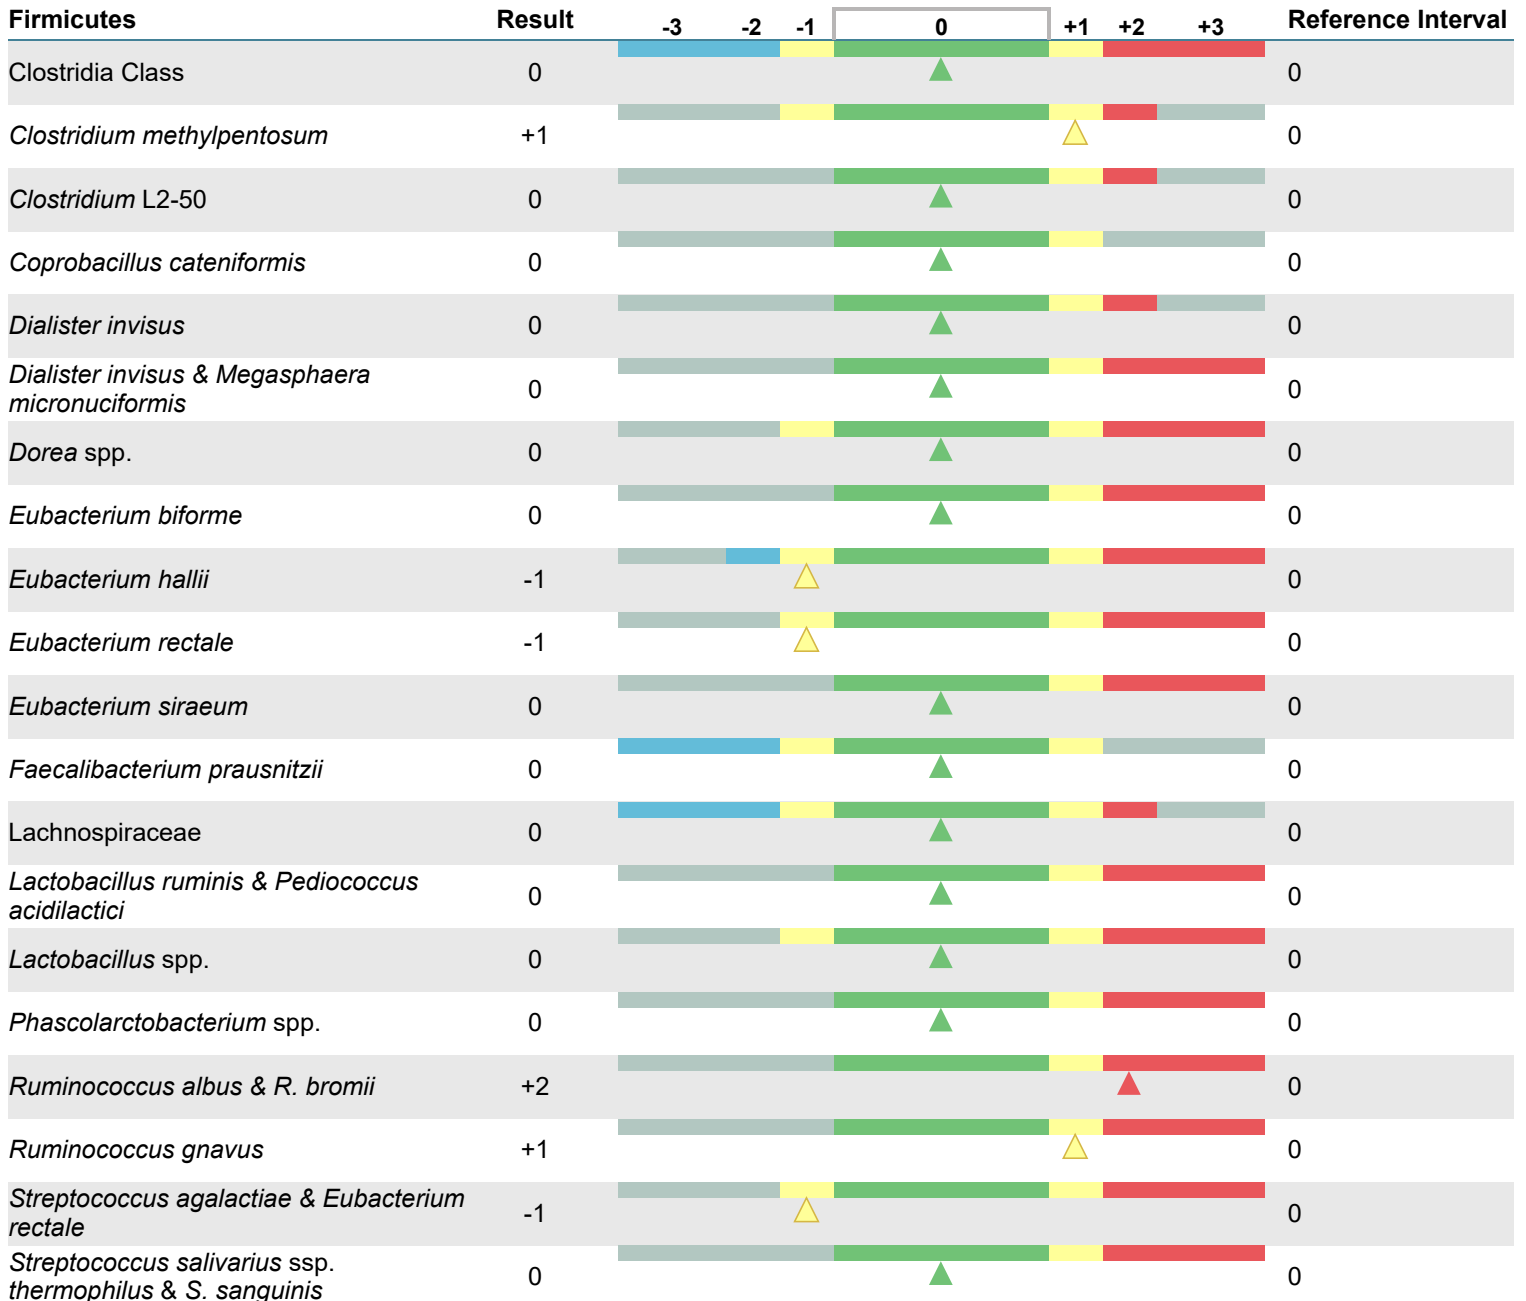 Firmicutes Result -3 -2 -1 0 +1 +2 +3 Reference Interval
Clostridia Class 0 0
Clostridium methylpentosum +1 0
Clostridium L2-50 0 0
Coprobacillus cateniformis 0 0
Dialister invisus 0 0
Dialister invisus & Megasphaera
micronuciformis 0 0
Dorea spp. 0 0
Eubacterium biforme 0 0
Eubacterium hallii -1 0
Eubacterium rectale -1 0
Eubacterium siraeum 0 0
Faecalibacterium prausnitzii 0 0
Lachnospiraceae 0 0
Lactobacillus ruminis & Pediococcus
acidilactici 0 0
Lactobacillus spp. 0 0
Phascolarctobacterium spp. 0 0
Ruminococcus albus & R. bromii +2 0
Ruminococcus gnavus +1 0
Streptococcus agalactiae & Eubacterium
rectale -1 0
Streptococcus salivarius ssp.
thermophilus & S. sanguinis 0 0